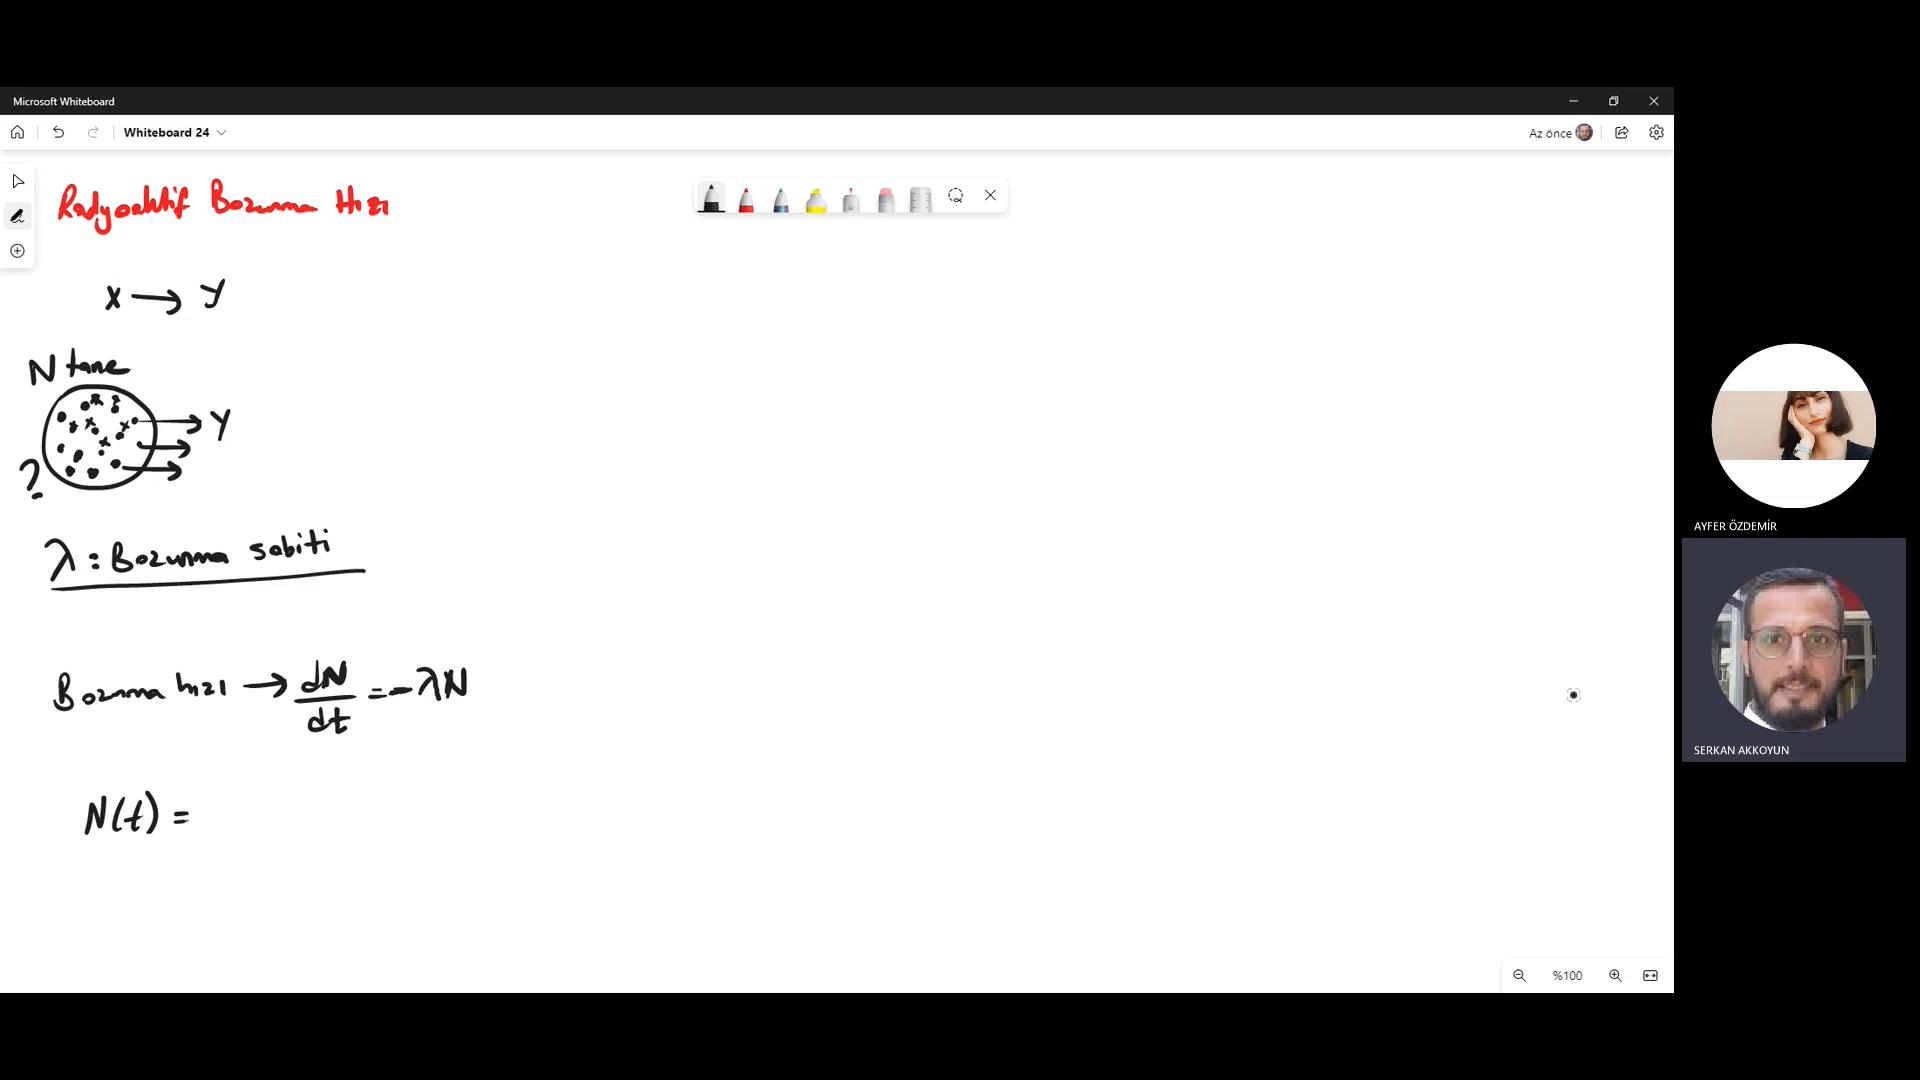 Microsoft Whiteboard
Whiteboard 24
Az önce
Radyoaktif Bozunma Hızı
X → Y
N tane
→ Y
?
λ = Bozunma sabiti
Bozunma hızı → dN/dt = -λN
N(t) =
%100
AYFER ÖZDEMİR
SERKAN AKKOYUN